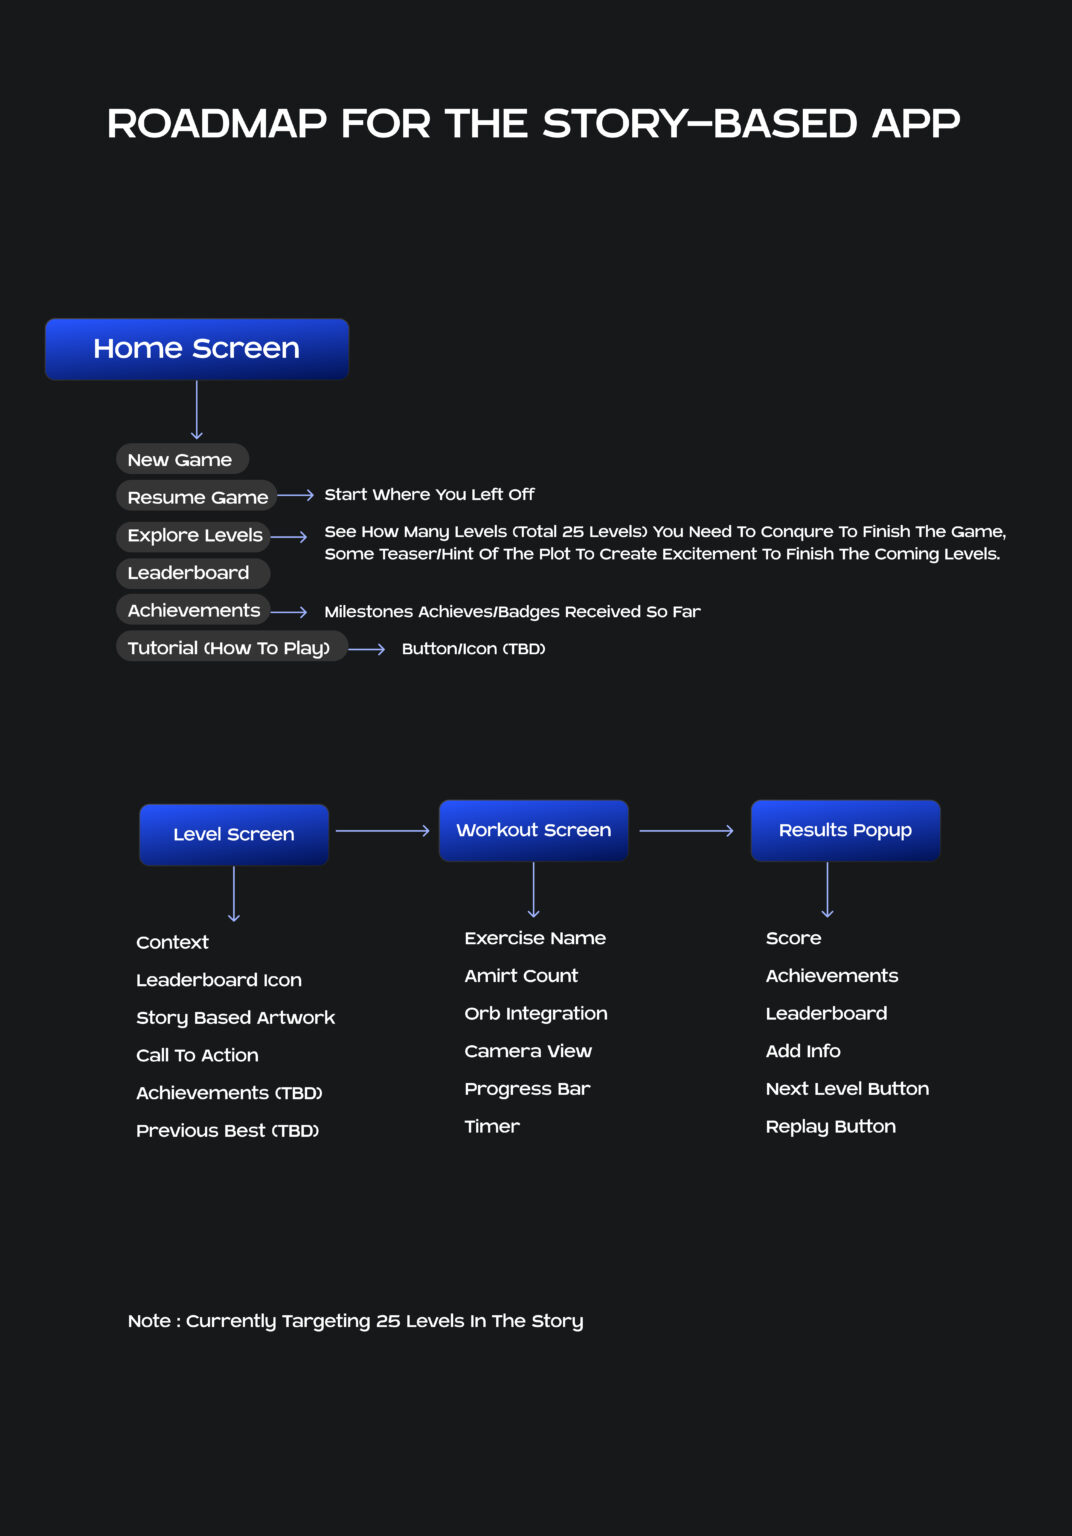 ROADMAP FOR THE STORY–BASED APP
Home Screen
New Game
Resume Game
Start Where You Left Off
Explore Levels
See How Many Levels (Total 25 Levels) You Need To Conqure To Finish The Game,
Some Teaser/Hint Of The Plot To Create Excitement To Finish The Coming Levels.
Leaderboard
Achievements
Milestones Achieves/Badges Received So Far
Tutorial (How To Play)
Button/Icon (TBD)
Level Screen
Context
Leaderboard Icon
Story Based Artwork
Call To Action
Achievements (TBD)
Previous Best (TBD)
Workout Screen
Exercise Name
Amirt Count
Orb Integration
Camera View
Progress Bar
Timer
Results Popup
Score
Achievements
Leaderboard
Add Info
Next Level Button
Replay Button
Note : Currently Targeting 25 Levels In The Story